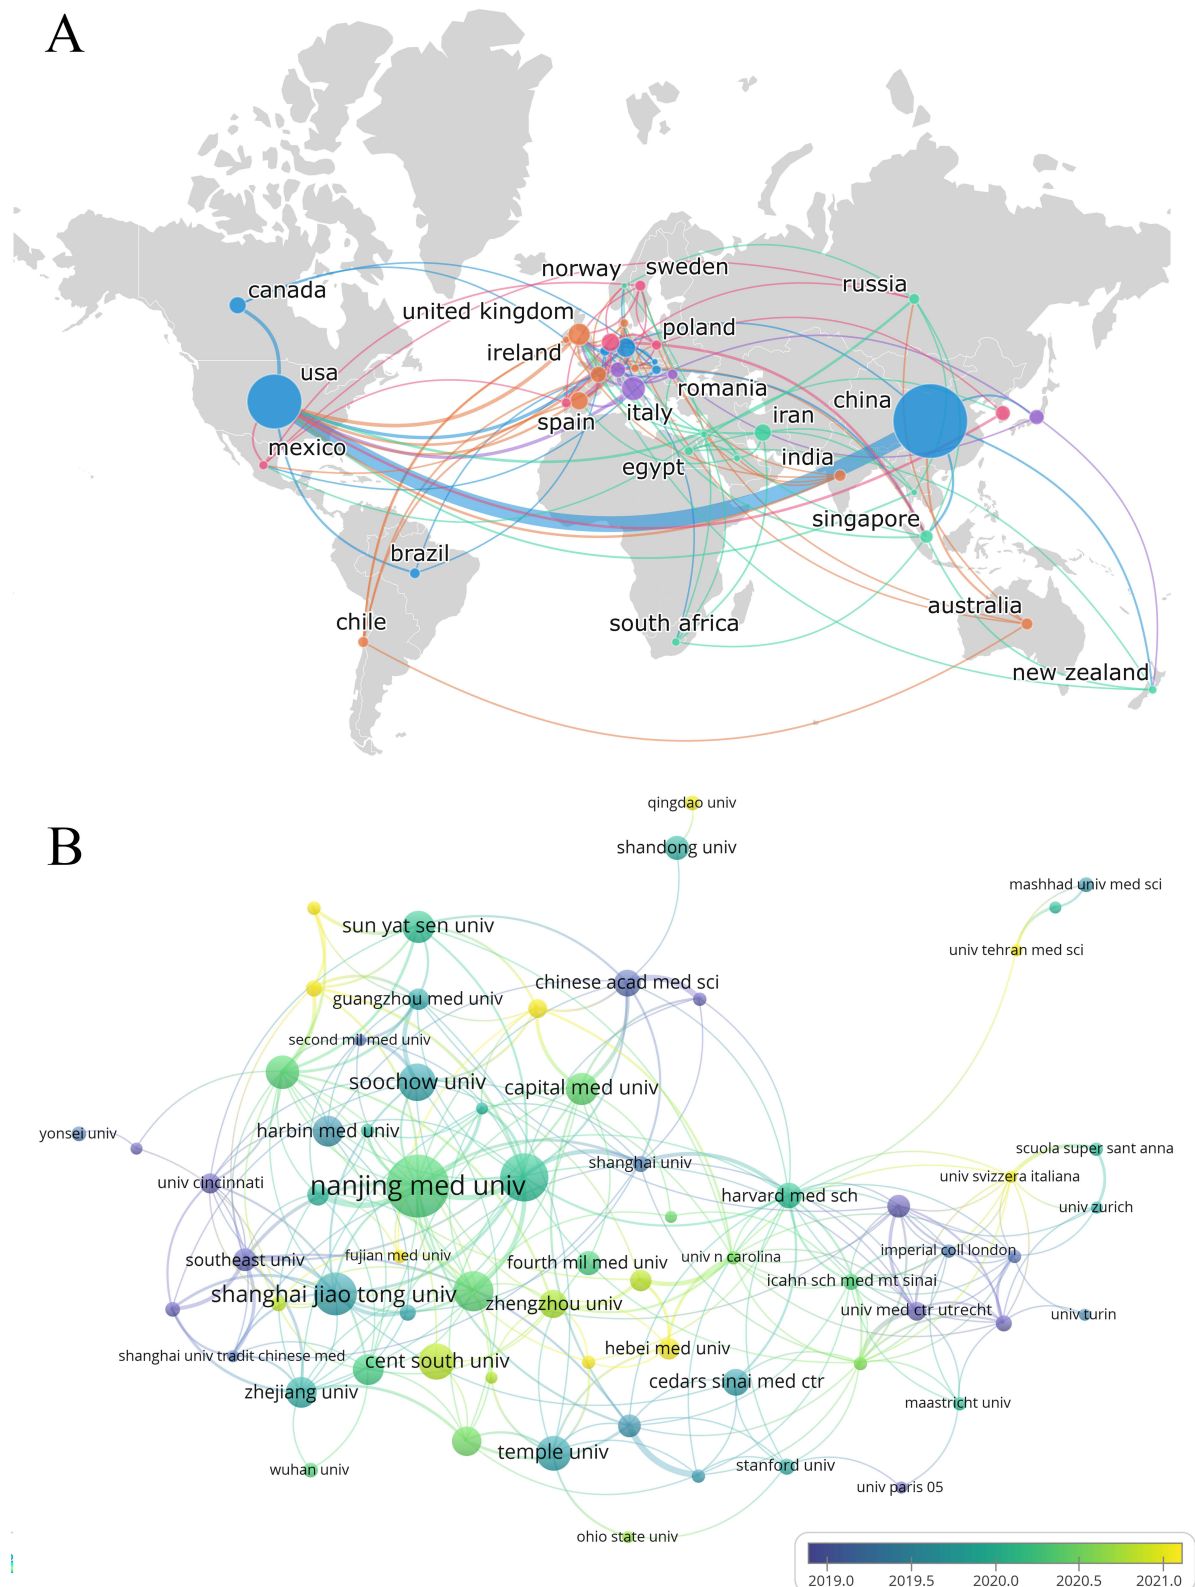 A
norway
sweden
russia
canada
united kingdom
poland
ireland
usa
romania
china
iran
spain
italy
mexico
egypt
india
singapore
brazil
australia
chile
south africa
new zealand
B
qingdao univ
shandong univ
mashhad univ med sci
sun yat sen univ
univ tehran med sci
chinese acad med sci
guangzhou med univ
second mil med univ
soochow univ
capital med univ
yonsei univ
harbin med univ
scuola super sant anna
shanghai univ
univ svizzera italiana
univ cincinnati
nanjing med univ
harvard med sch
univ zurich
imperial coll london
southeast univ
fujian med univ
fourth mil med univ
univ n carolina
icahn sch med mt sinai
shanghai jiao tong univ
zhengzhou univ
univ med ctr utrecht
univ turin
shanghai univ tradit chinese med
cent south univ
hebei med univ
cedars sinai med ctr
zhejiang univ
maastricht univ
temple univ
wuhan univ
stanford univ
univ paris 05
ohio state univ
2019.0 2019.5 2020.0 2020.5 2021.0